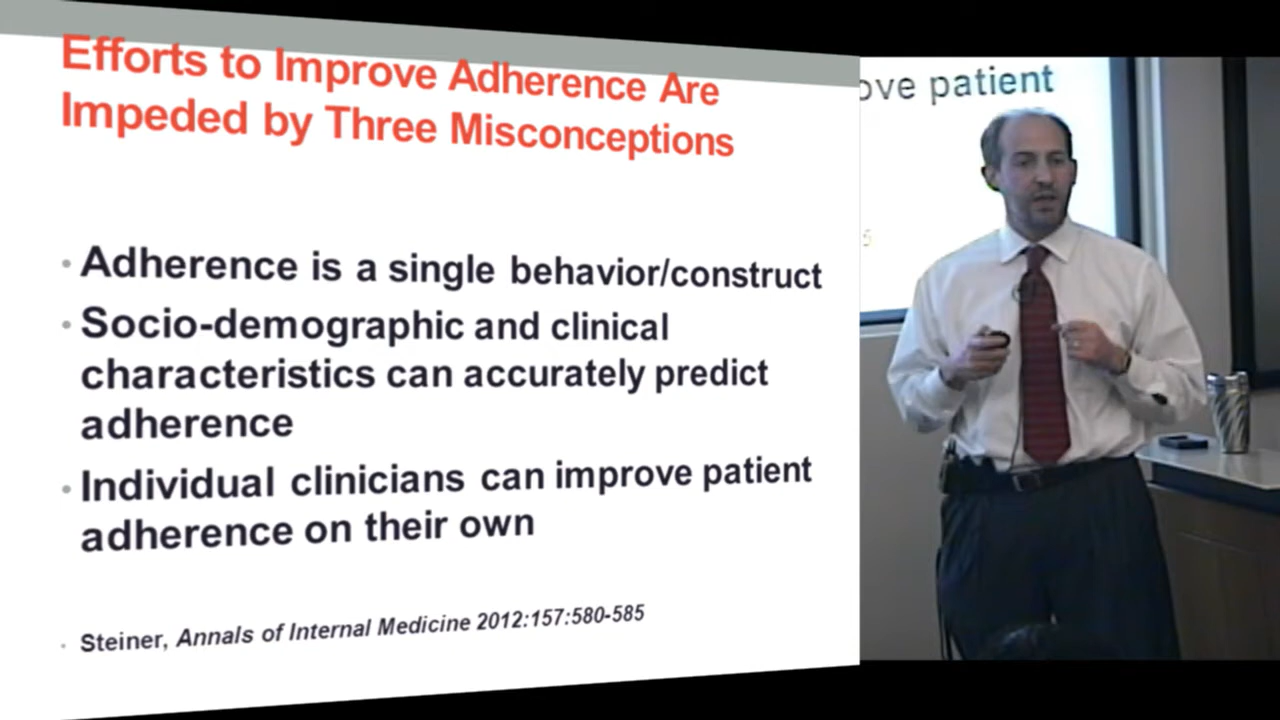 Efforts to Improve Adherence Are
Impeded by Three Misconceptions
• Adherence is a single behavior/construct
• Socio-demographic and clinical
characteristics can accurately predict
adherence
• Individual clinicians can improve patient
adherence on their own
• Steiner, Annals of Internal Medicine 2012:157:580-585
ove patient